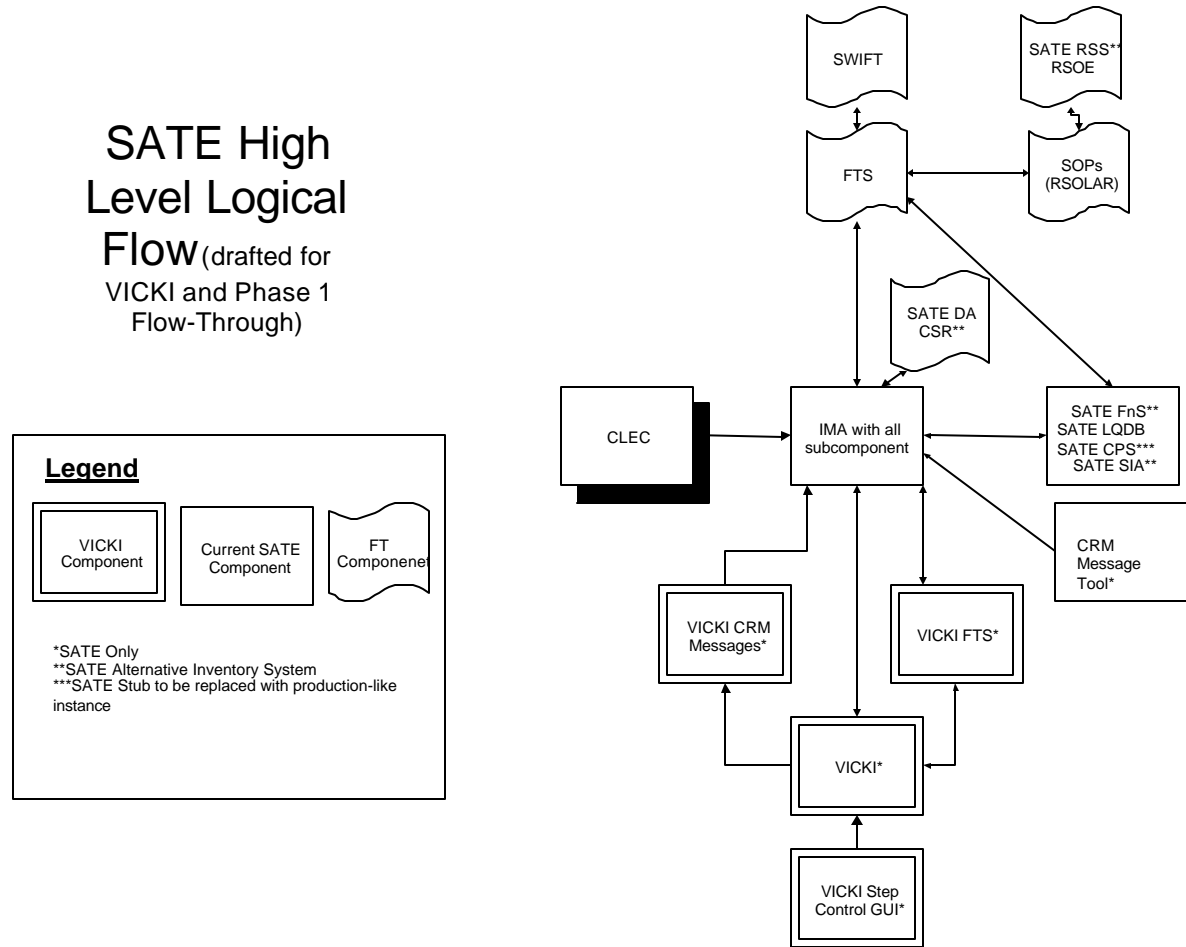 SATE High
Level Logical
Flow (drafted for
VICKI and Phase 1
Flow-Through)
SWIFT
SATE RSS**
RSOE
FTS
SOPs
(RSOLAR)
SATE DA
CSR**
CLEC
IMA with all
subcomponent
SATE FnS**
SATE LQDB
SATE CPS***
SATE SIA**
CRM
Message
Tool*
VICKI CRM
Messages*
VICKI FTS*
VICKI*
VICKI Step
Control GUI*
Legend
VICKI
Component
Current SATE
Component
FT
Componenet
*SATE Only
**SATE Alternative Inventory System
***SATE Stub to be replaced with production-like
instance